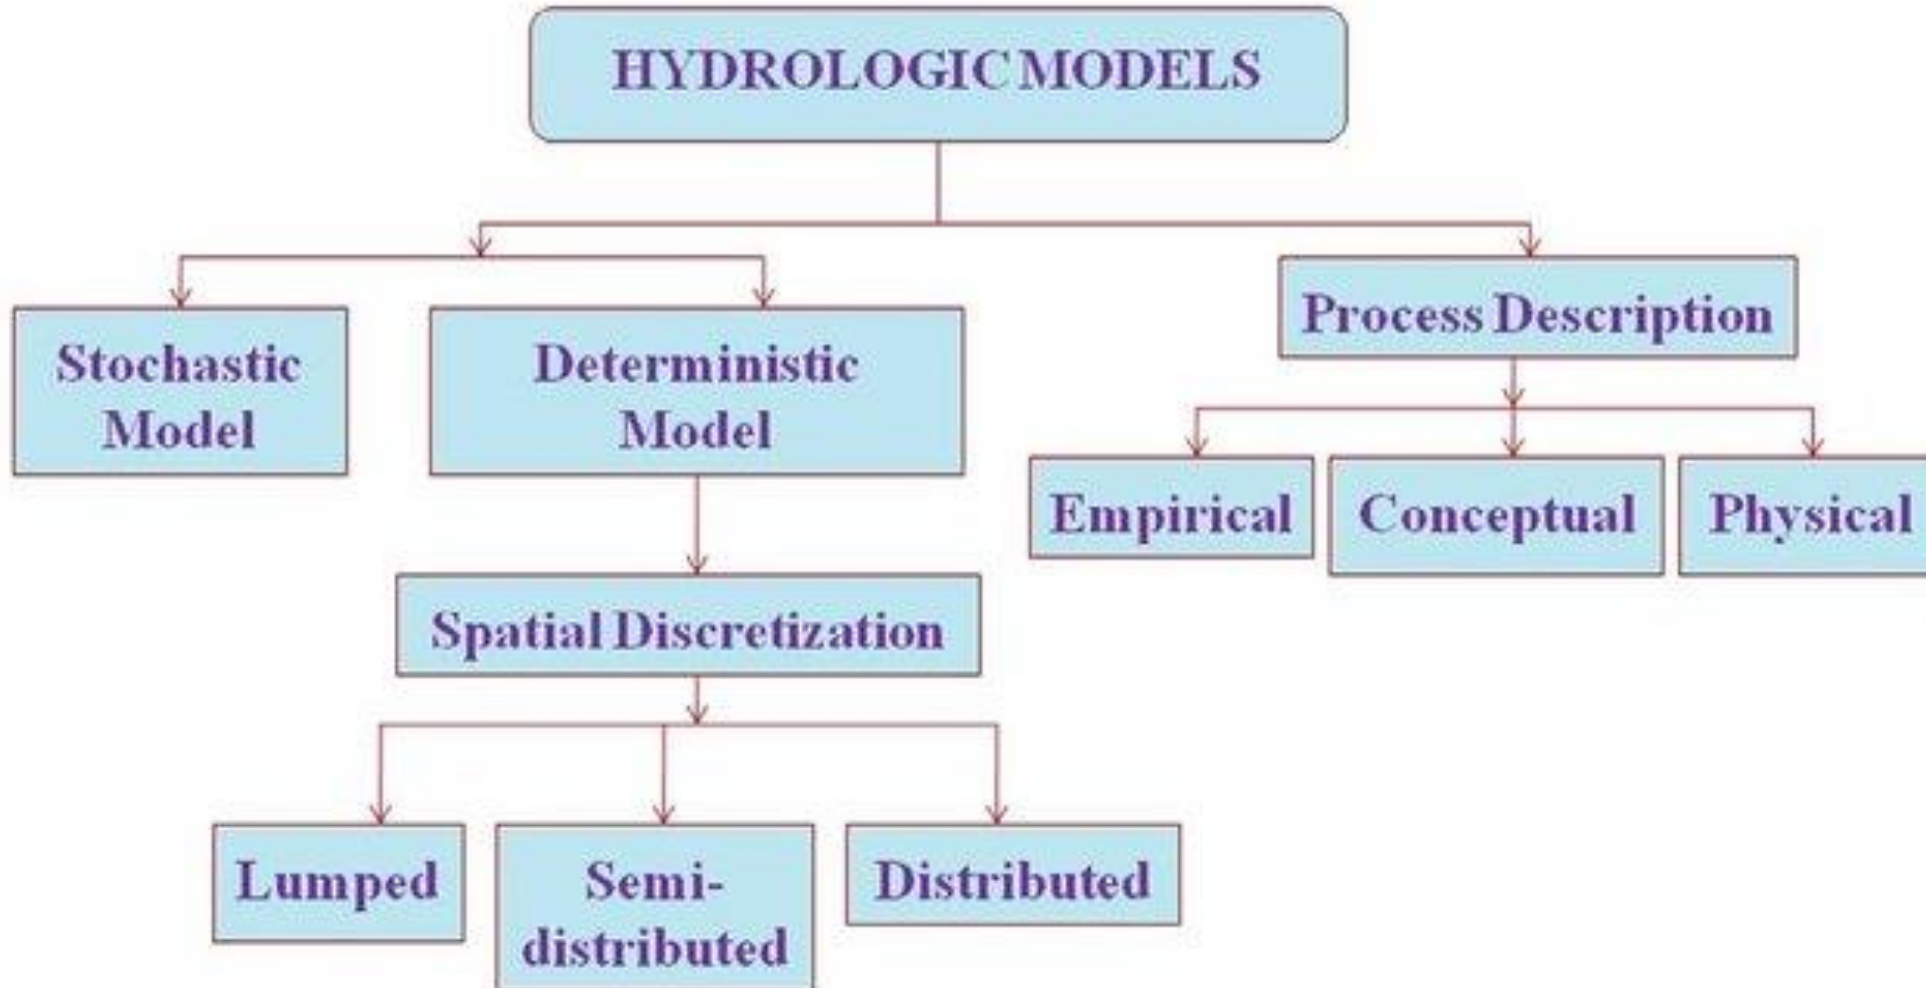 HYDROLOGIC MODELS
Stochastic
Model
Deterministic
Model
Process Description
Empirical
Conceptual
Physical
Spatial Discretization
Lumped
Semi-
distributed
Distributed